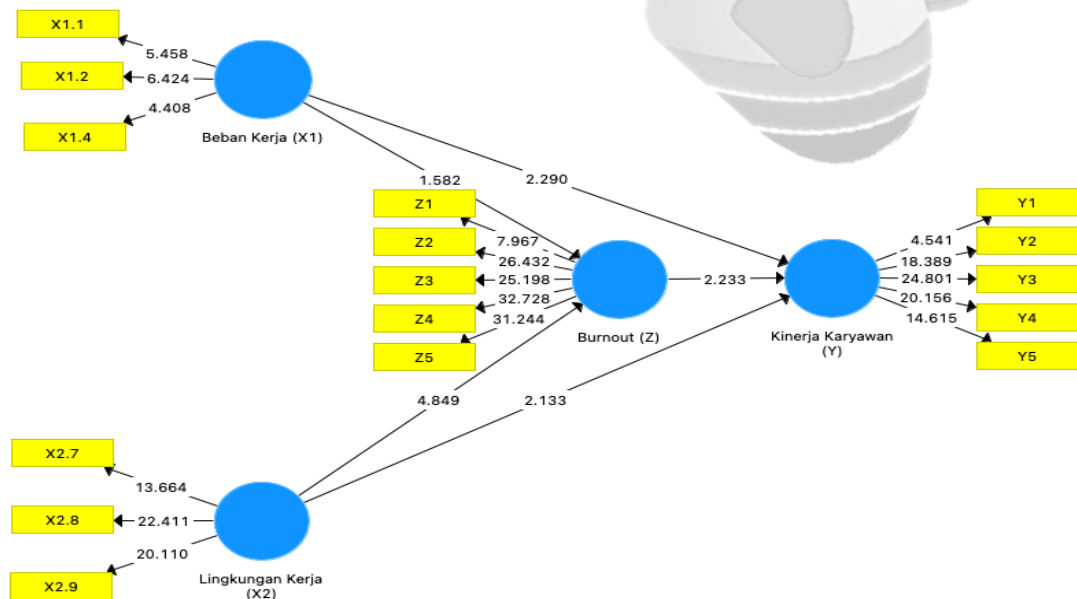 X1.1
5.458
X1.2
6.424
4.408
X1.4
Beban Kerja (X1)
1.582
2.290
Z1
7.967
Z2
26.432
Z3
25.198
32.728
Z4
31.244
Z5
Burnout (Z)
2.233
Y1
4.541
Y2
18.389
24.801
Y3
20.156
Y4
14.615
Y5
Kinerja Karyawan
(Y)
4.849
2.133
X2.7
13.664
X2.8
22.411
20.110
X2.9
Lingkungan Kerja
(X2)